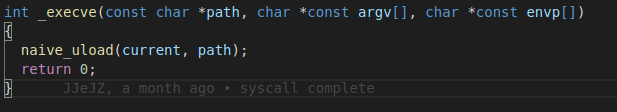 int _execve(const char *path, char *const argv[], char *const envp[])
{
  naive_uload(current, path);
  return 0;
}      JJeJZ, a month ago • syscall complete